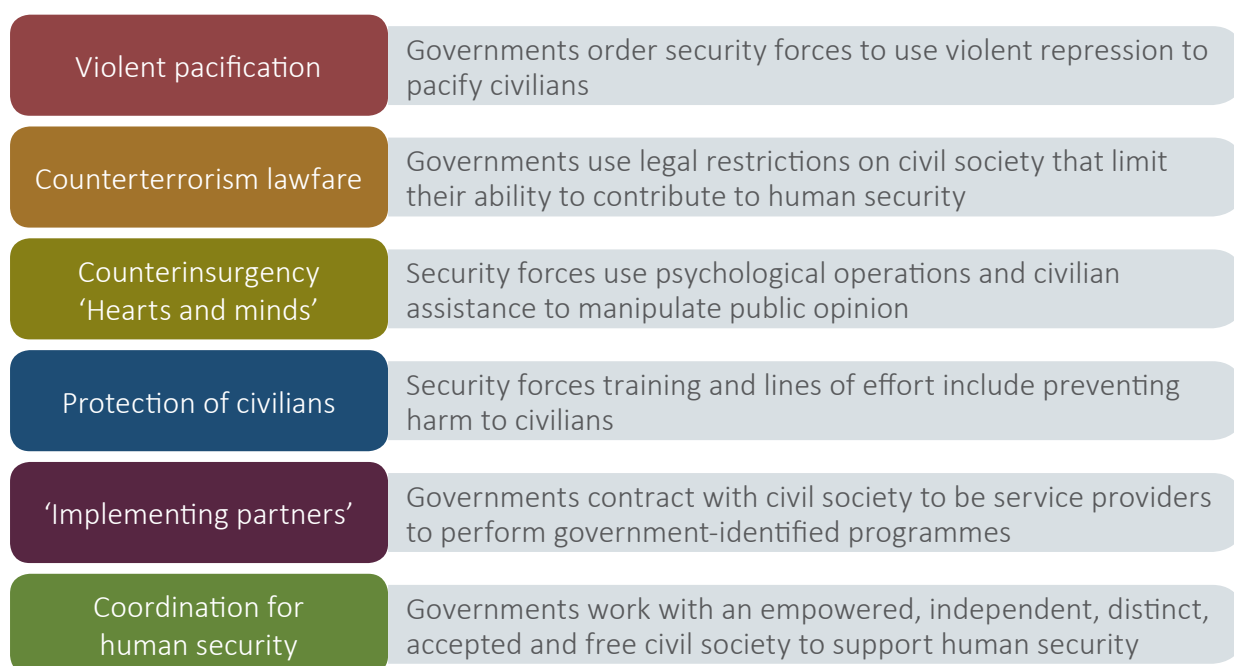 Violent pacification
Governments order security forces to use violent repression to
pacify civilians
Counterterrorism lawfare
Governments use legal restrictions on civil society that limit
their ability to contribute to human security
Counterinsurgency
‘Hearts and minds’
Security forces use psychological operations and civilian
assistance to manipulate public opinion
Protection of civilians
Security forces training and lines of effort include preventing
harm to civilians
‘Implementing partners’
Governments contract with civil society to be service providers
to perform government-identified programmes
Coordination for
human security
Governments work with an empowered, independent, distinct,
accepted and free civil society to support human security